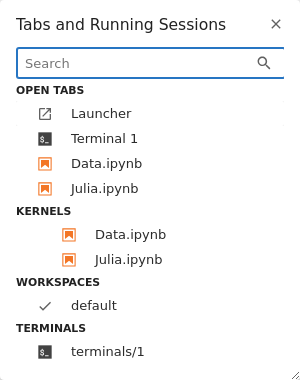 Tabs and Running Sessions
Search
OPEN TABS
Launcher
Terminal 1
Data.ipynb
Julia.ipynb
KERNELS
Data.ipynb
Julia.ipynb
WORKSPACES
default
TERMINALS
terminals/1